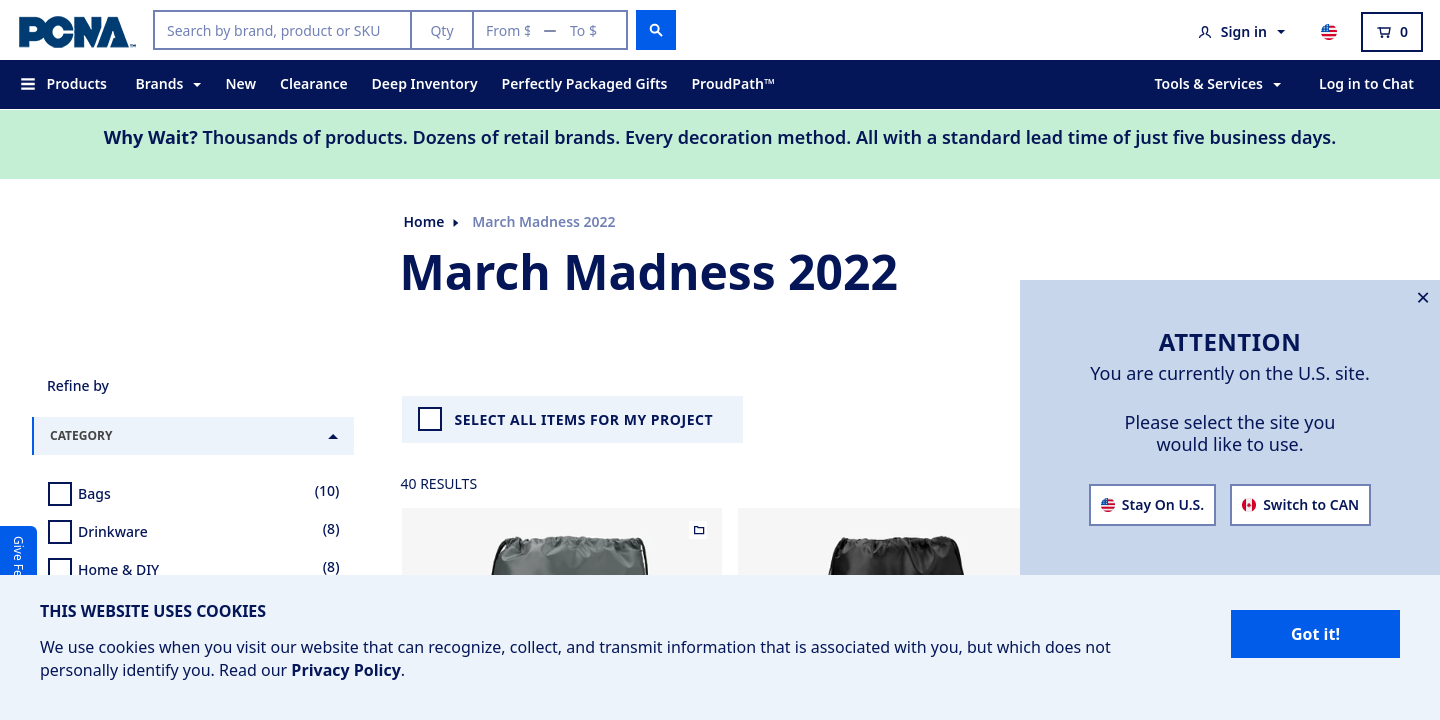 PCNA™
Search by brand, product or SKU
Qty
From $ — To $
Sign in
0
Products
Brands
New
Clearance
Deep Inventory
Perfectly Packaged Gifts
ProudPath™
Tools & Services
Log in to Chat
Why Wait? Thousands of products. Dozens of retail brands. Every decoration method. All with a standard lead time of just five business days.
Home
March Madness 2022
March Madness 2022
ATTENTION
You are currently on the U.S. site.
Please select the site you
would like to use.
Stay On U.S.
Switch to CAN
Refine by
CATEGORY
Bags (10)
Drinkware (8)
Home & DIY (8)
SELECT ALL ITEMS FOR MY PROJECT
40 RESULTS
Give Fe
THIS WEBSITE USES COOKIES
We use cookies when you visit our website that can recognize, collect, and transmit information that is associated with you, but which does not
personally identify you. Read our Privacy Policy.
Got it!